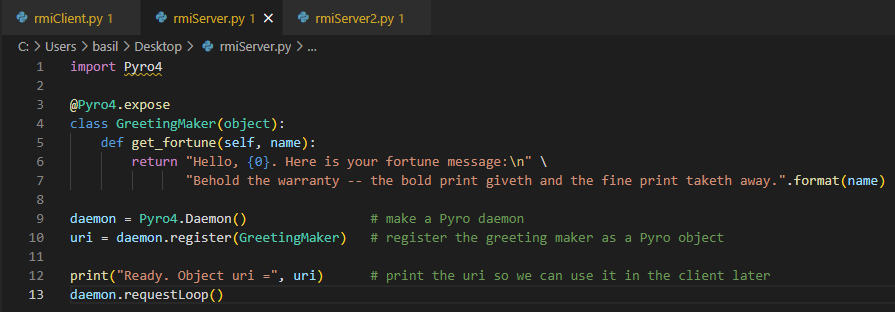 rmiClient.py 1 rmiServer.py 1 × rmiServer2.py 1
C: > Users > basil > Desktop > rmiServer.py > ...
1 import Pyro4
2
3 @Pyro4.expose
4 class GreetingMaker(object):
5     def get_fortune(self, name):
6         return "Hello, {0}. Here is your fortune message:\n" \
7                "Behold the warranty -- the bold print giveth and the fine print taketh away.".format(name)
8
9 daemon = Pyro4.Daemon()                # make a Pyro daemon
10 uri = daemon.register(GreetingMaker)   # register the greeting maker as a Pyro object
11
12 print("Ready. Object uri =", uri)      # print the uri so we can use it in the client later
13 daemon.requestLoop()